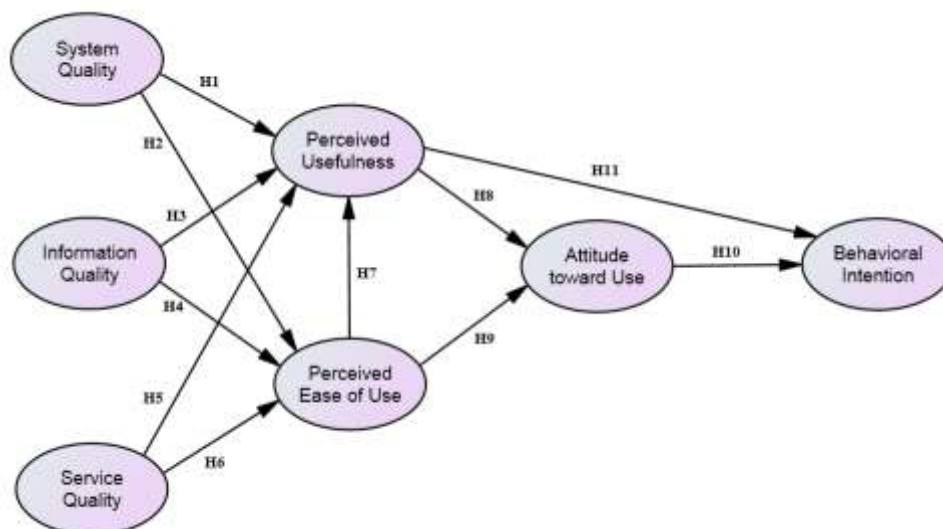 System
Quality
H1
H2
Perceived
Usefulness
H11
H3
H8
Information
Quality
H7
Attitude
toward Use
H10
Behavioral
Intention
H4
H9
Perceived
Ease of Use
H5
H6
Service
Quality